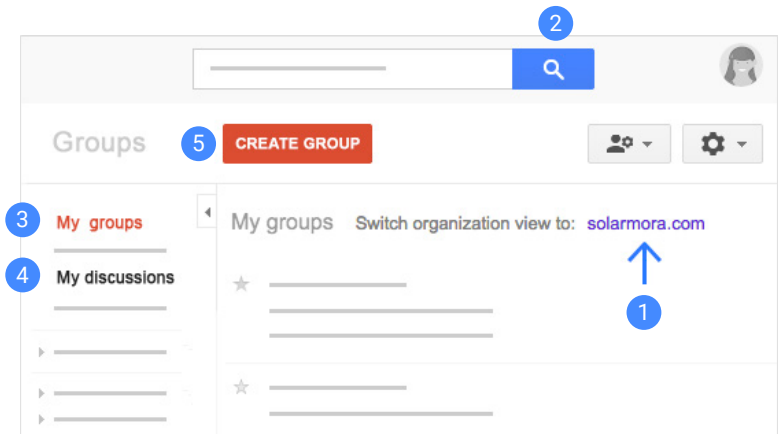 2
Groups
5
CREATE GROUP
3
My groups
My groups
Switch organization view to: solarmora.com
4
My discussions
1